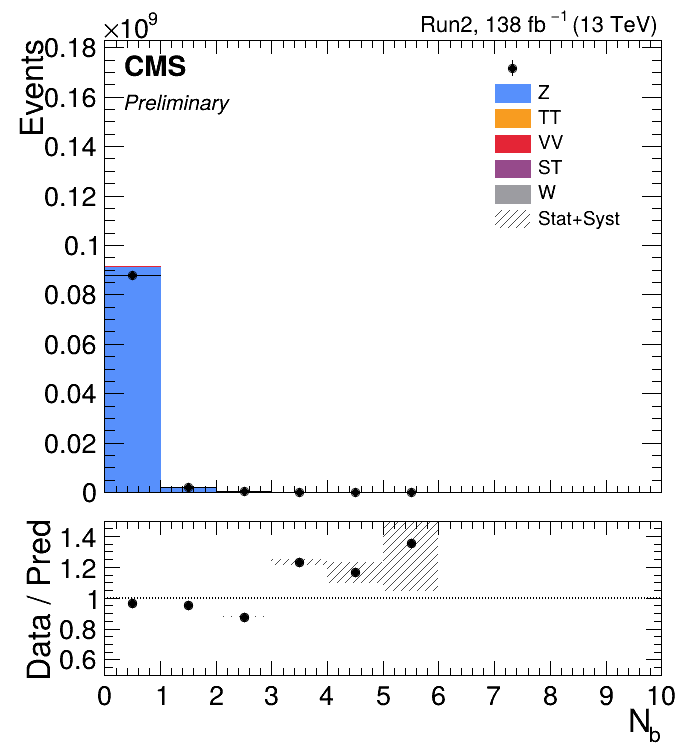 ×10⁹
Run2, 138 fb⁻¹ (13 TeV)
Events
CMS
Preliminary
Z
TT
VV
ST
W
Stat+Syst
0.18
0.16
0.14
0.12
0.1
0.08
0.06
0.04
0.02
0
Data / Pred
1.4
1.2
1
0.8
0.6
0 1 2 3 4 5 6 7 8 9 10
N_b